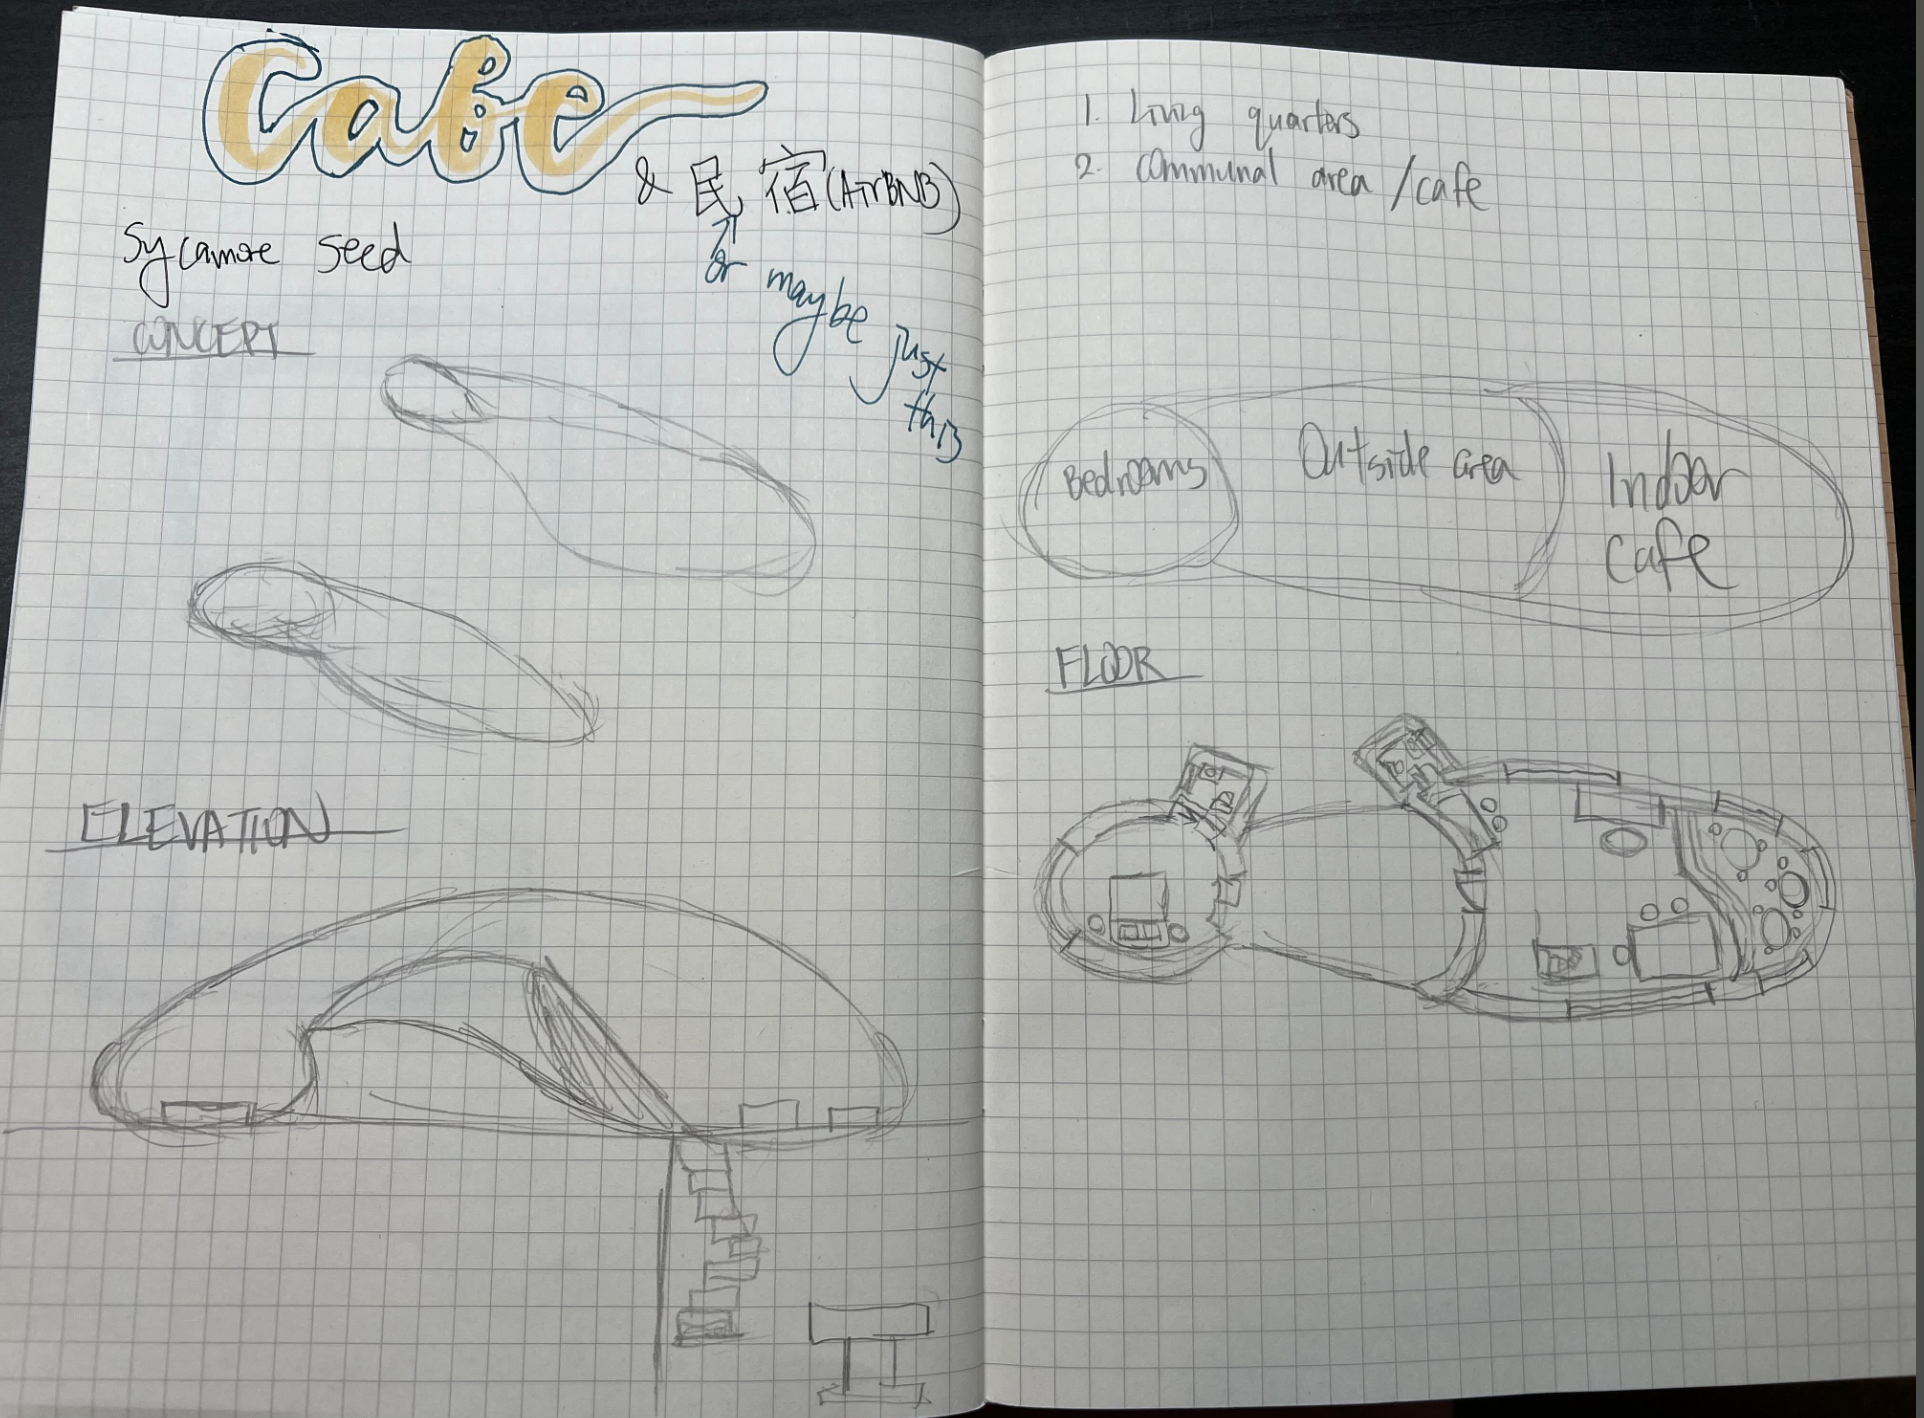 Cafe
& 民宿(AirBNB)
or maybe just this
Sycamore seed
CONCEPT
ELEVATION
1. Living quarters
2. Communal area / cafe
Bedrooms
Outside area
Indoor cafe
FLOOR